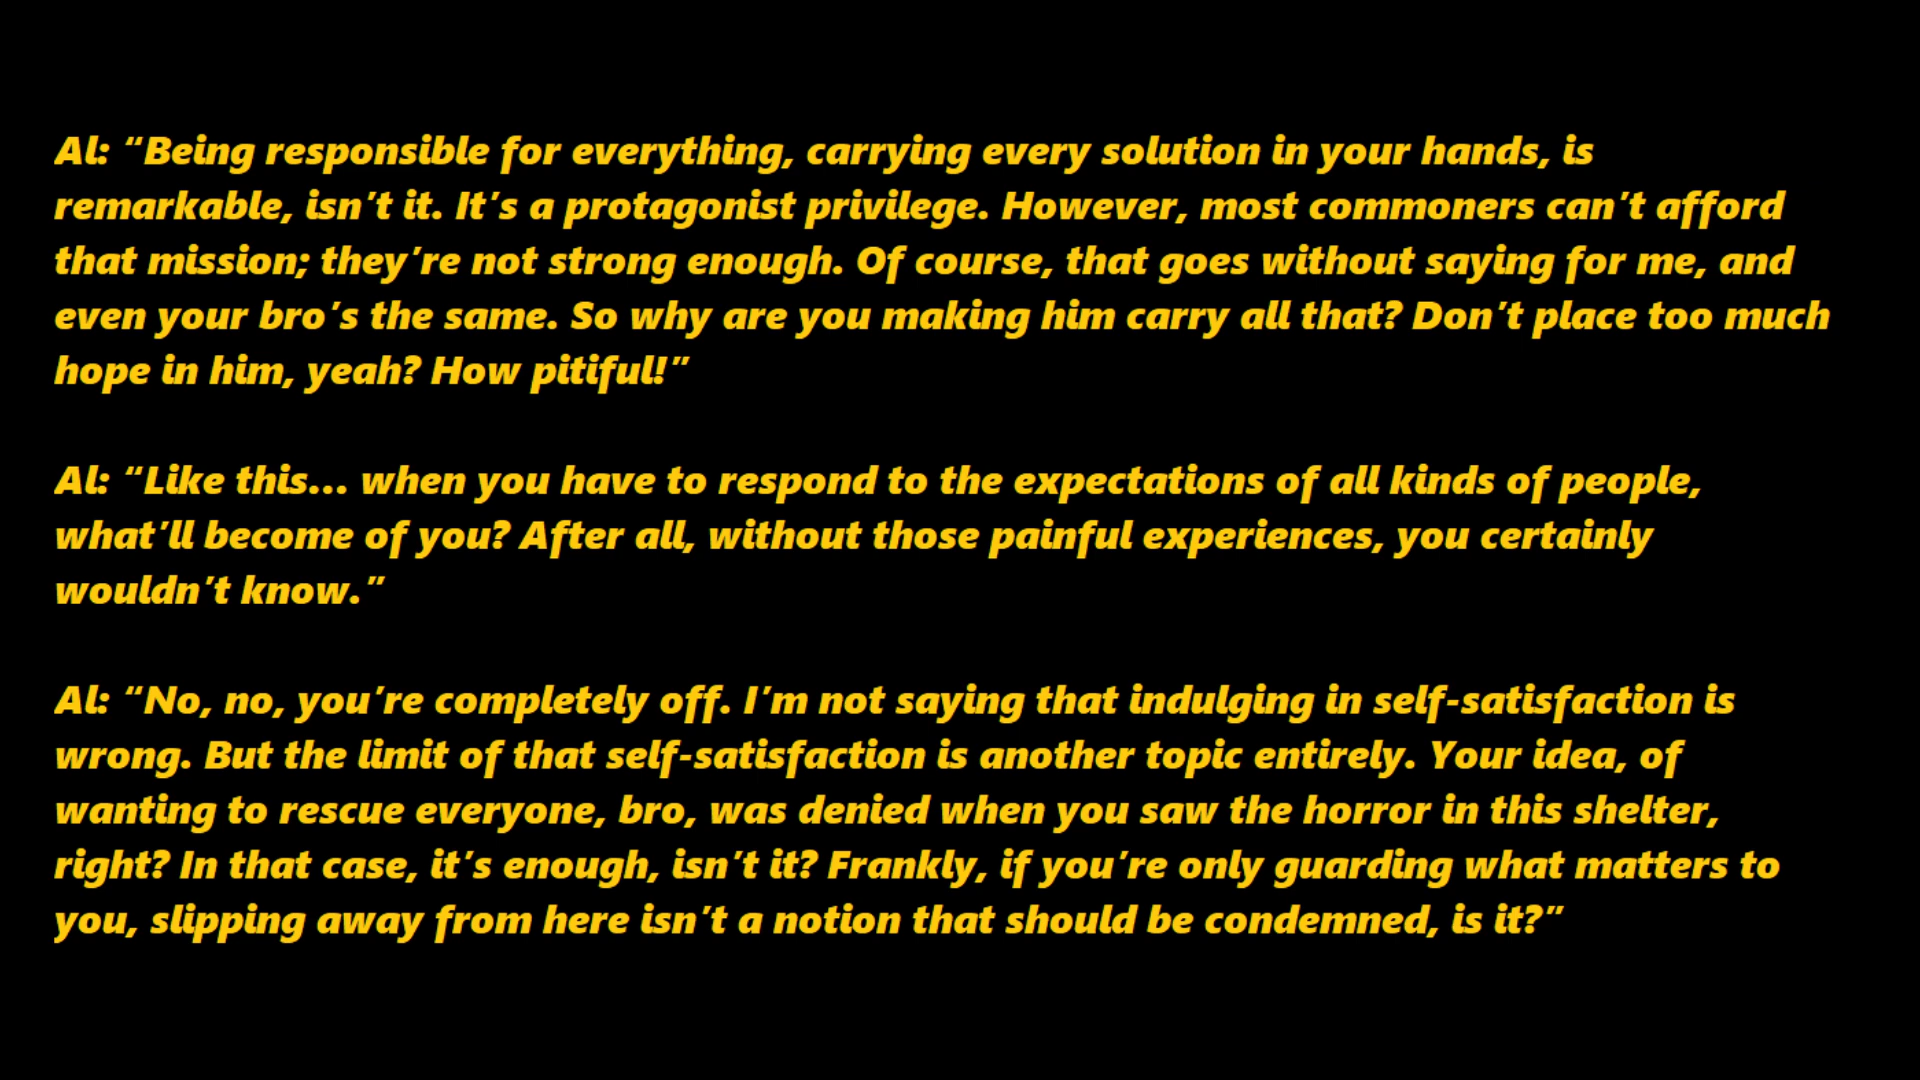 Al: “Being responsible for everything, carrying every solution in your hands, is
remarkable, isn’t it. It’s a protagonist privilege. However, most commoners can’t afford
that mission; they’re not strong enough. Of course, that goes without saying for me, and
even your bro’s the same. So why are you making him carry all that? Don’t place too much
hope in him, yeah? How pitiful!”
Al: “Like this... when you have to respond to the expectations of all kinds of people,
what’ll become of you? After all, without those painful experiences, you certainly
wouldn’t know.”
Al: “No, no, you’re completely off. I’m not saying that indulging in self-satisfaction is
wrong. But the limit of that self-satisfaction is another topic entirely. Your idea, of
wanting to rescue everyone, bro, was denied when you saw the horror in this shelter,
right? In that case, it’s enough, isn’t it? Frankly, if you’re only guarding what matters to
you, slipping away from here isn’t a notion that should be condemned, is it?”